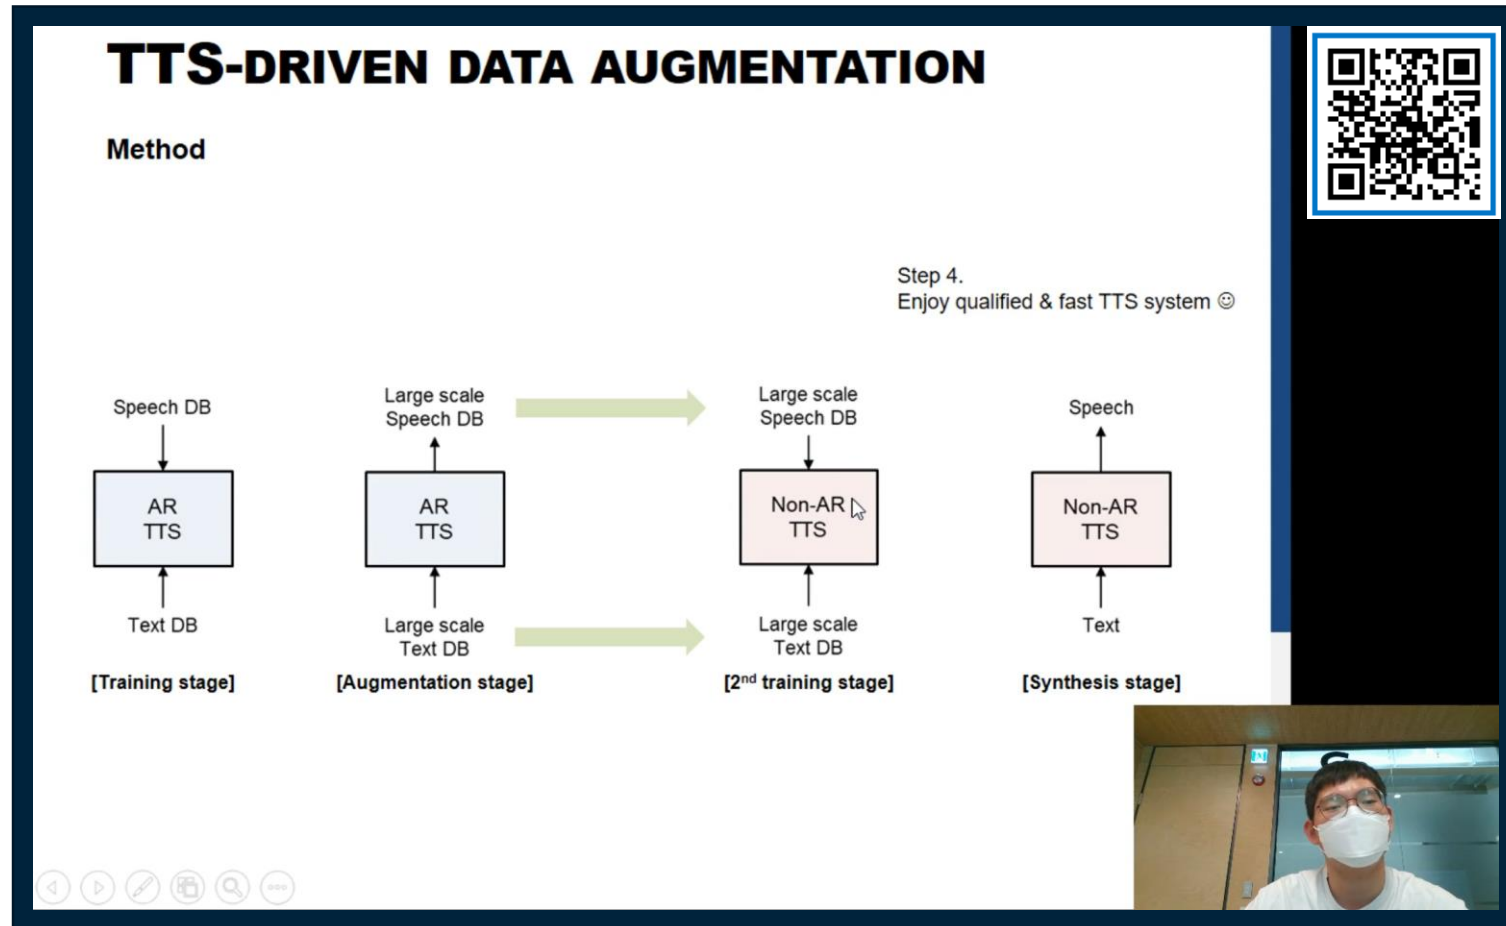 TTS-DRIVEN DATA AUGMENTATION
Method
Step 4.
Enjoy qualified & fast TTS system ☺
Speech DB
AR
TTS
Text DB
[Training stage]
Large scale
Speech DB
AR
TTS
Large scale
Text DB
[Augmentation stage]
Large scale
Speech DB
Non-AR
TTS
Large scale
Text DB
[2nd training stage]
Speech
Non-AR
TTS
Text
[Synthesis stage]